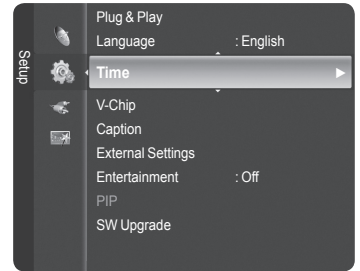 Setup
Plug & Play
Language : English
Time
V-Chip
Caption
External Settings
Entertainment : Off
PIP
SW Upgrade